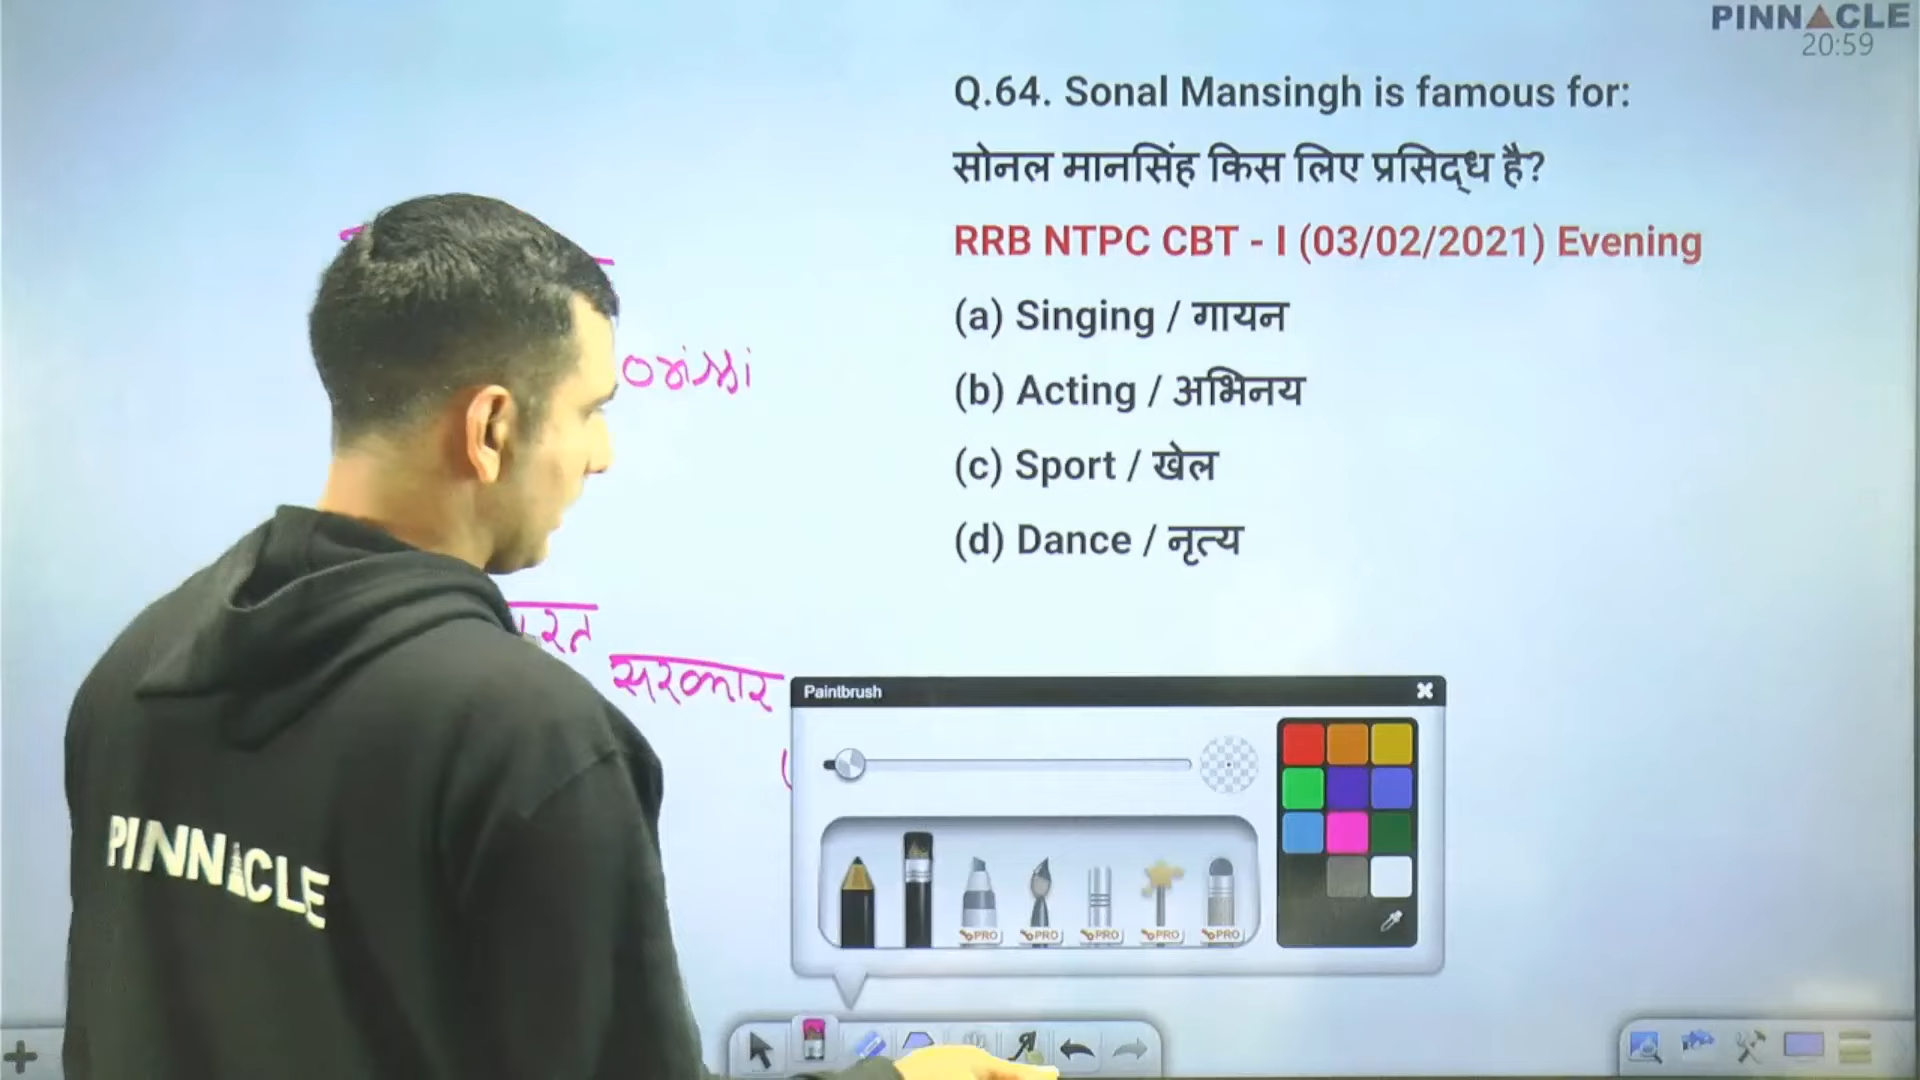 PINNACLE
20:59
Q.64. Sonal Mansingh is famous for:
सोनल मानसिंह किस लिए प्रसिद्ध है?
RRB NTPC CBT - I (03/02/2021) Evening
(a) Singing / गायन
orissi
(b) Acting / अभिनय
(c) Sport / खेल
(d) Dance / नृत्य
सरकार
Paintbrush
PINNACLE
PRO
PRO
PRO
PRO
PRO